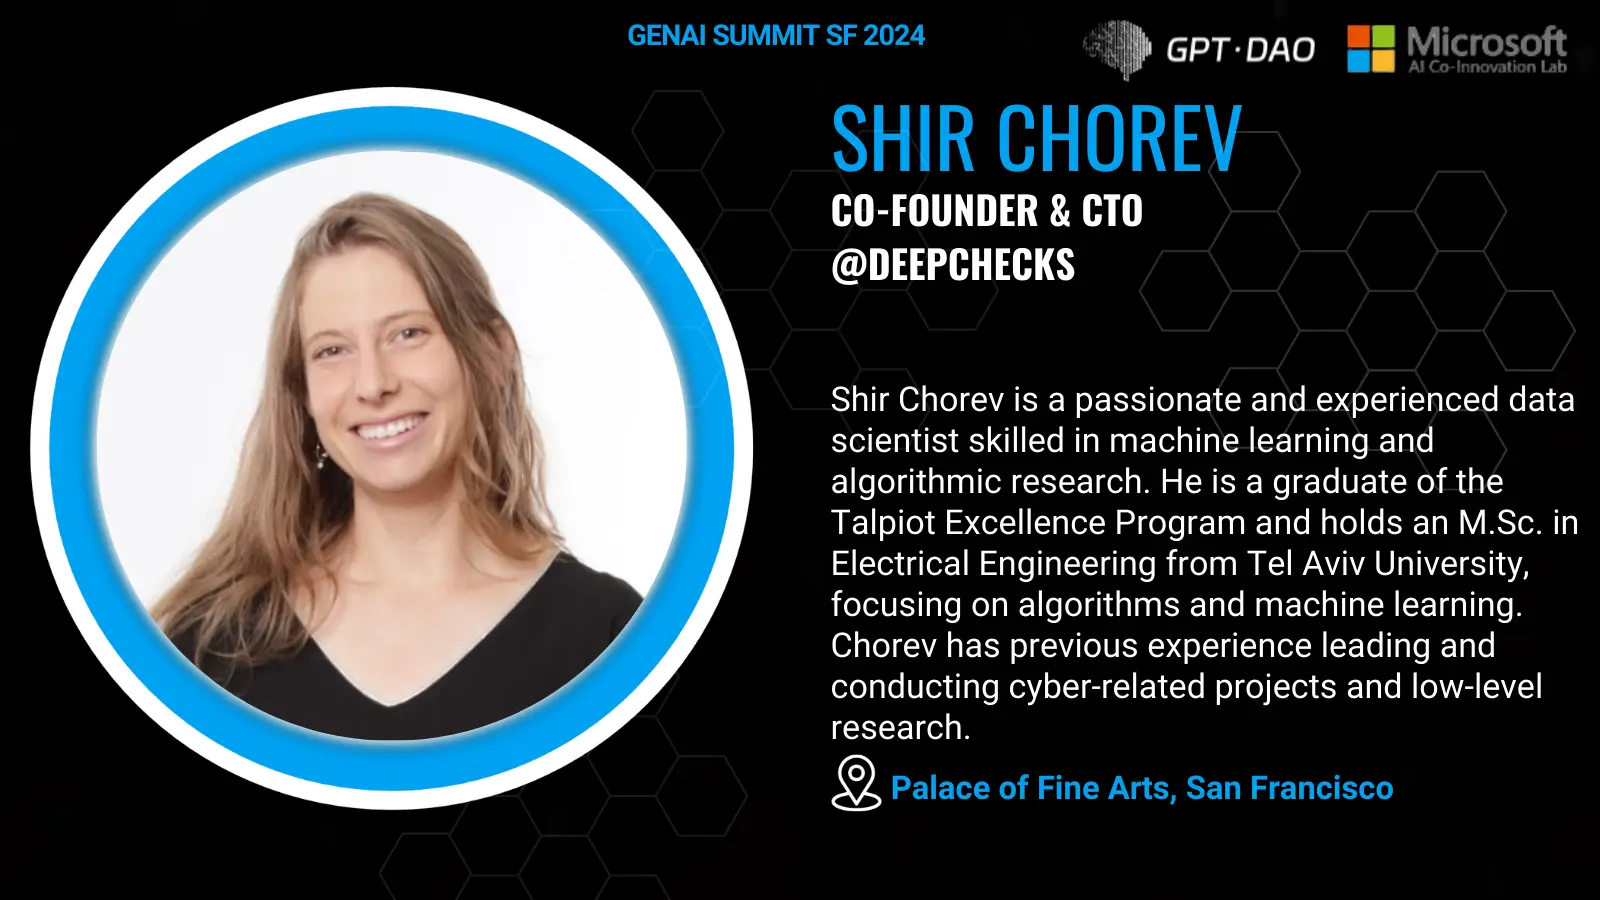 GENAI SUMMIT SF 2024
GPT·DAO
Microsoft
AI Co-Innovation Lab
SHIR CHOREV
CO-FOUNDER & CTO
@DEEPCHECKS
Shir Chorev is a passionate and experienced data
scientist skilled in machine learning and
algorithmic research. He is a graduate of the
Talpiot Excellence Program and holds an M.Sc. in
Electrical Engineering from Tel Aviv University,
focusing on algorithms and machine learning.
Chorev has previous experience leading and
conducting cyber-related projects and low-level
research.
Palace of Fine Arts, San Francisco